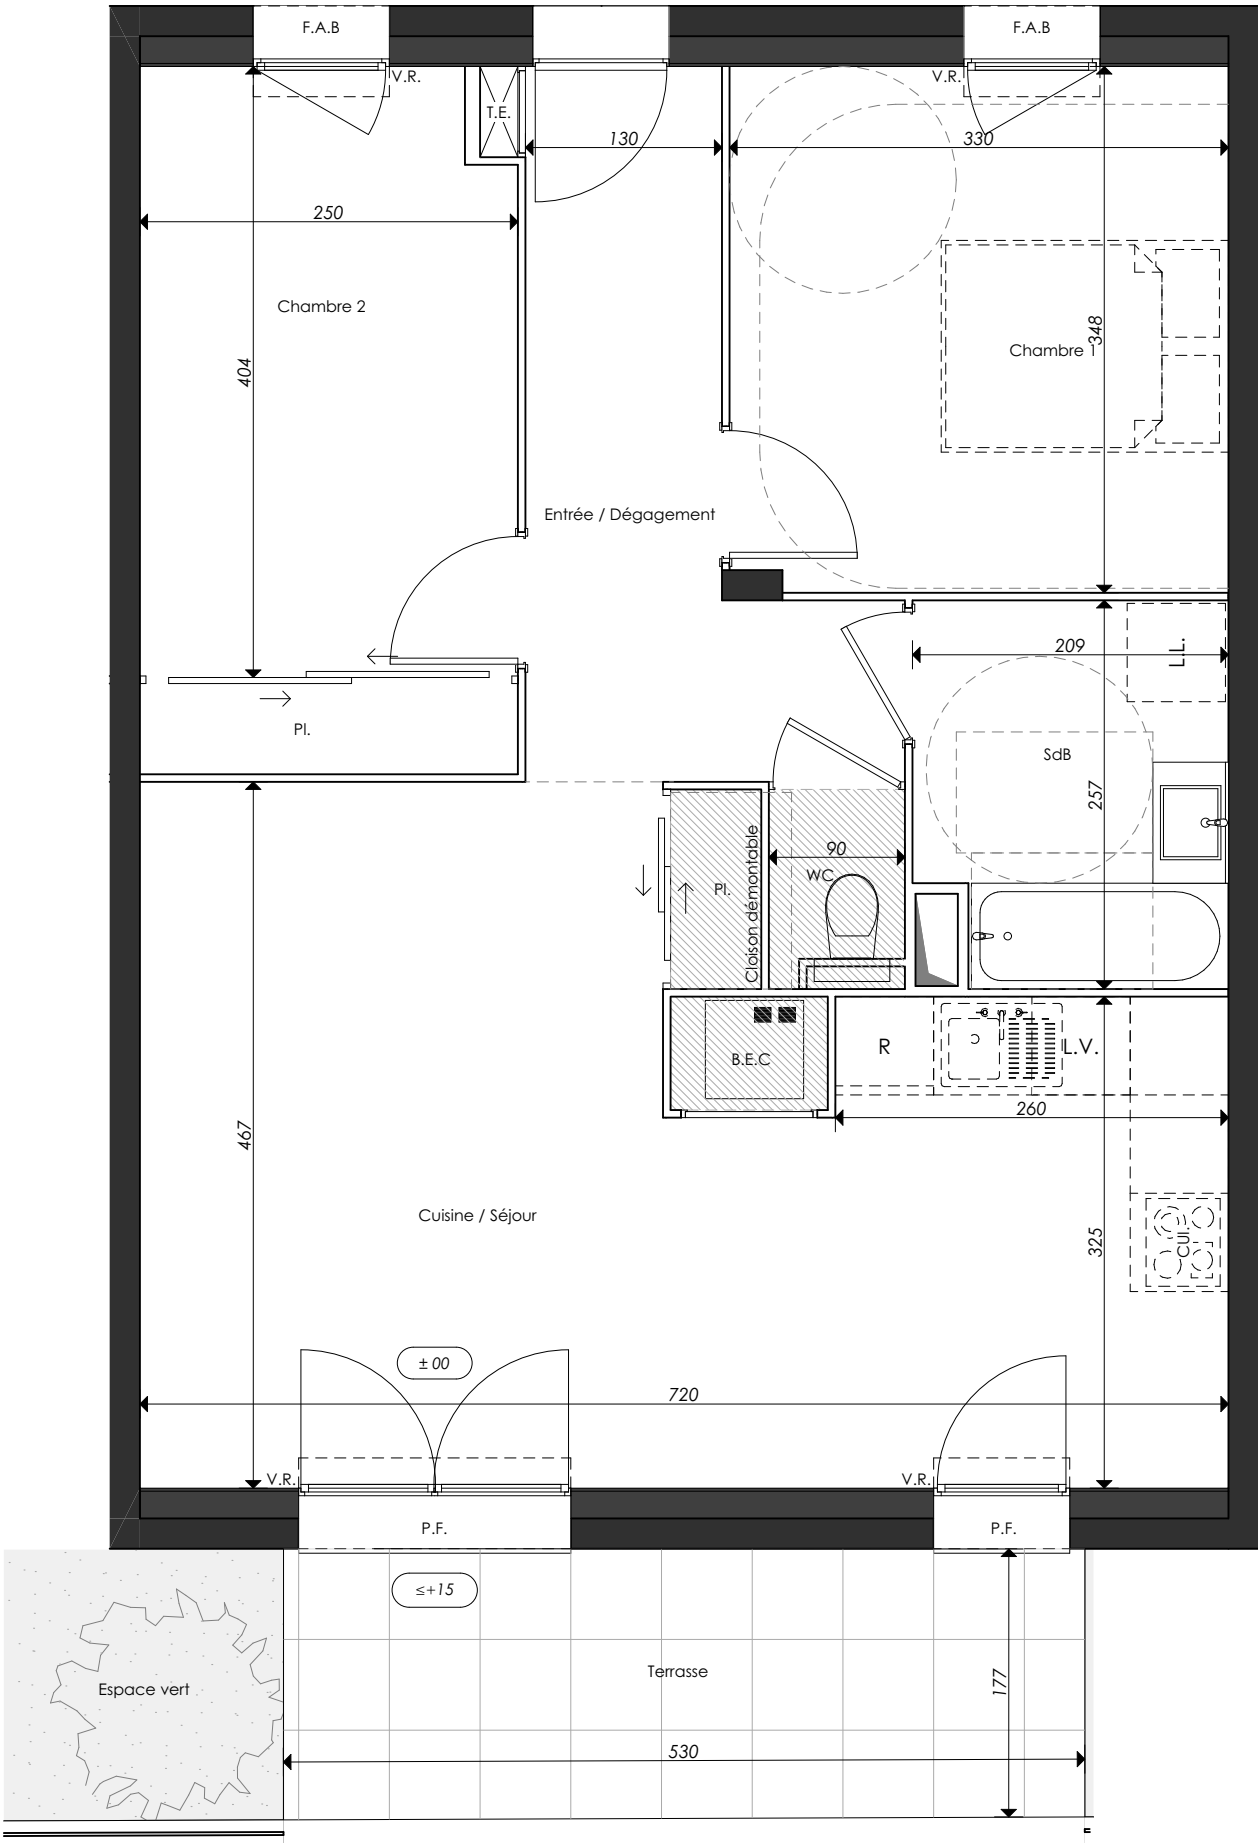 F.A.B
F.A.B
V.R.
V.R.
T.E.
130
330
250
Chambre 2
348
Chambre 1
404
Entrée / Dégagement
209
L.L.
Pl.
SdB
257
90
WC
Pl.
Cloison démontable
B.E.C
R
L.V.
260
467
Cuisine / Séjour
325
CUI.
±00
720
V.R.
V.R.
P.F.
P.F.
≤+15
Terrasse
Espace vert
177
530